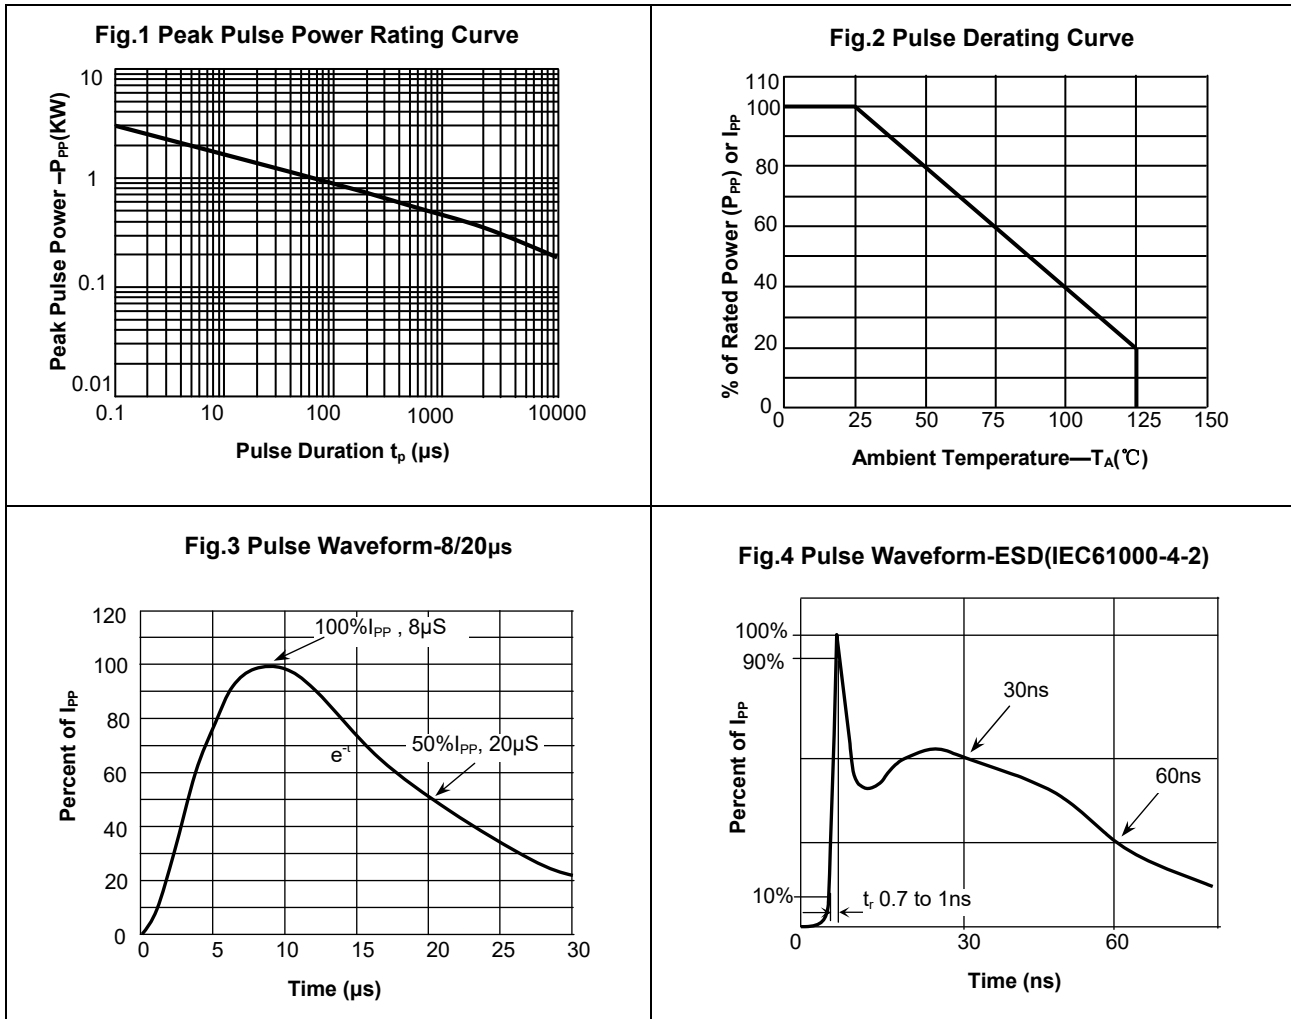 Fig.1 Peak Pulse Power Rating Curve
Peak Pulse Power –PPP(KW)
10
1
0.1
0.01
0.1 10 100 1000 10000
Pulse Duration tp (µs)
Fig.2 Pulse Derating Curve
% of Rated Power (PPP) or IPP
110
100
80
60
40
20
0
0 25 50 75 100 125 150
Ambient Temperature—TA(℃)
Fig.3 Pulse Waveform-8/20µs
Percent of IPP
120
100
80
60
40
20
0
100%IPP , 8µS
e-t
50%IPP, 20µS
0 5 10 15 20 25 30
Time (µs)
Fig.4 Pulse Waveform-ESD(IEC61000-4-2)
Percent of IPP
100%
90%
10%
30ns
60ns
tr 0.7 to 1ns
0 30 60
Time (ns)